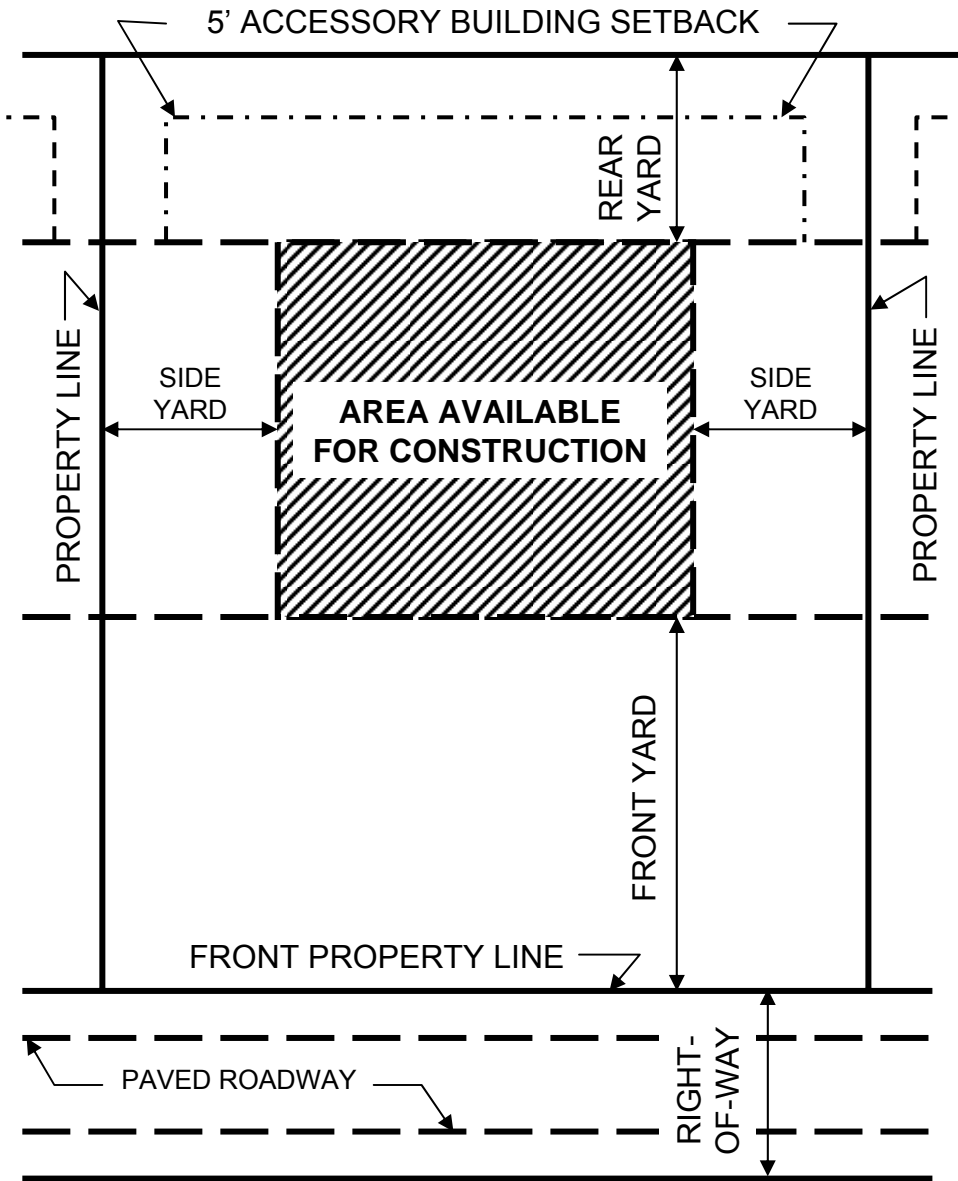 5’ ACCESSORY BUILDING SETBACK
REAR
YARD
PROPERTY LINE
SIDE
YARD
AREA AVAILABLE
FOR CONSTRUCTION
SIDE
YARD
PROPERTY LINE
FRONT YARD
FRONT PROPERTY LINE
PAVED ROADWAY
RIGHT-
OF-WAY